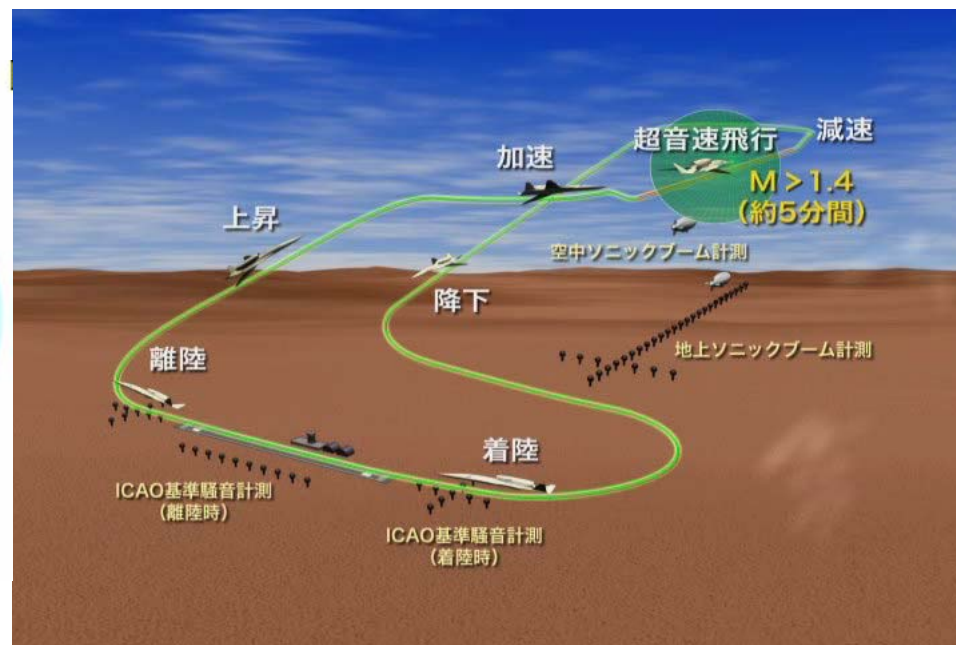 減速
超音速飛行
加速
M > 1.4
(約5分間)
上昇
空中ソニックブーム計測
降下
地上ソニックブーム計測
離陸
着陸
ICAO基準騒音計測
(離陸時)
ICAO基準騒音計測
(着陸時)